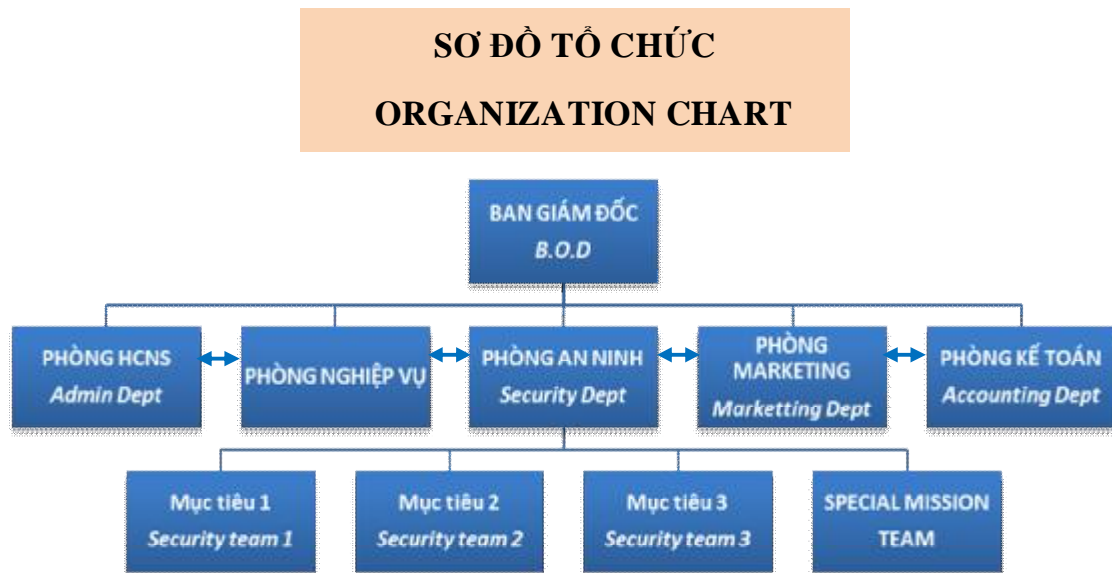 SƠ ĐỒ TỔ CHỨC
ORGANIZATION CHART
BAN GIÁM ĐỐC
B.O.D
PHÒNG HCNS
Admin Dept
PHÒNG NGHIỆP VỤ
PHÒNG AN NINH
Security Dept
PHÒNG
MARKETING
Marketting Dept
PHÒNG KẾ TOÁN
Accounting Dept
Mục tiêu 1
Security team 1
Mục tiêu 2
Security team 2
Mục tiêu 3
Security team 3
SPECIAL MISSION
TEAM